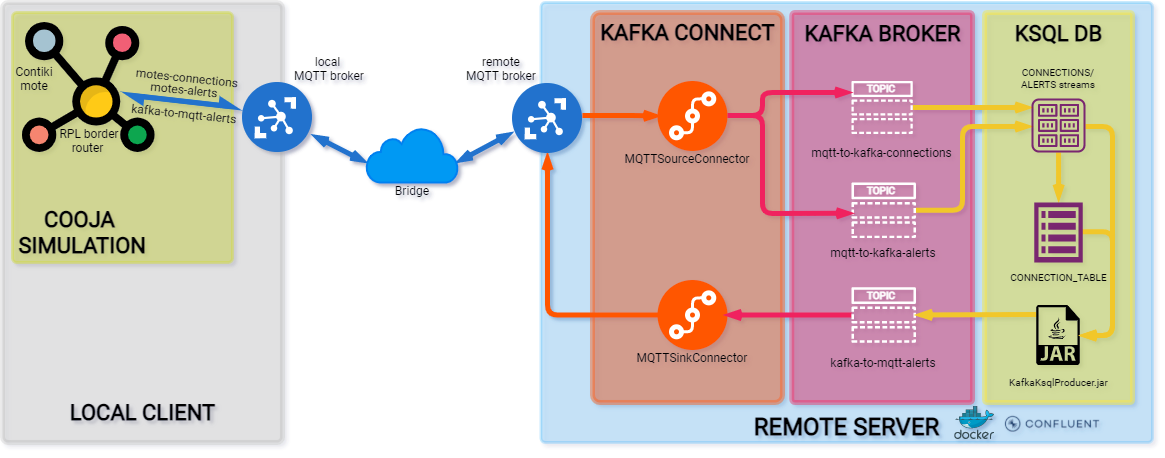 Contiki
mote
motes-connections
motes-alerts
kafka-to-mqtt-alerts
RPL border
router
COOJA
SIMULATION
LOCAL CLIENT
local
MQTT broker
Bridge
remote
MQTT broker
KAFKA CONNECT
MQTTSourceConnector
MQTTSinkConnector
KAFKA BROKER
TOPIC
mqtt-to-kafka-connections
TOPIC
mqtt-to-kafka-alerts
TOPIC
kafka-to-mqtt-alerts
KSQL DB
CONNECTIONS/
ALERTS streams
CONNECTION_TABLE
JAR
KafkaKsqlProducer.jar
REMOTE SERVER
docker
CONFLUENT